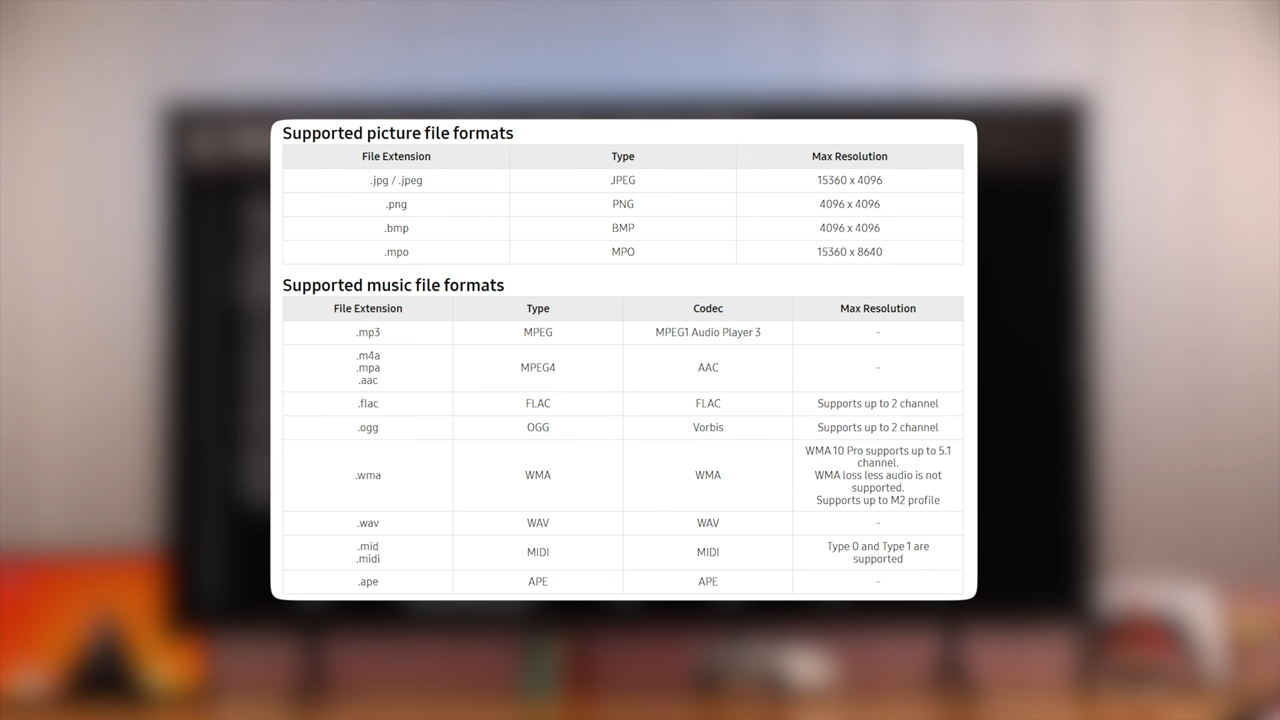 Supported picture file formats
File Extension Type Max Resolution
.jpg / .jpeg JPEG 15360 x 4096
.png PNG 4096 x 4096
.bmp BMP 4096 x 4096
.mpo MPO 15360 x 8640
Supported music file formats
File Extension Type Codec Max Resolution
.mp3 MPEG MPEG1 Audio Player 3 -
.m4a
.mpa
.aac
MPEG4 AAC -
.flac FLAC FLAC Supports up to 2 channel
.ogg OGG Vorbis Supports up to 2 channel
.wma WMA WMA
WMA 10 Pro supports up to 5.1
channel.
WMA loss less audio is not
supported.
Supports up to M2 profile
.wav WAV WAV -
.mid
.midi
MIDI MIDI
Type 0 and Type 1 are
supported
.ape APE APE -